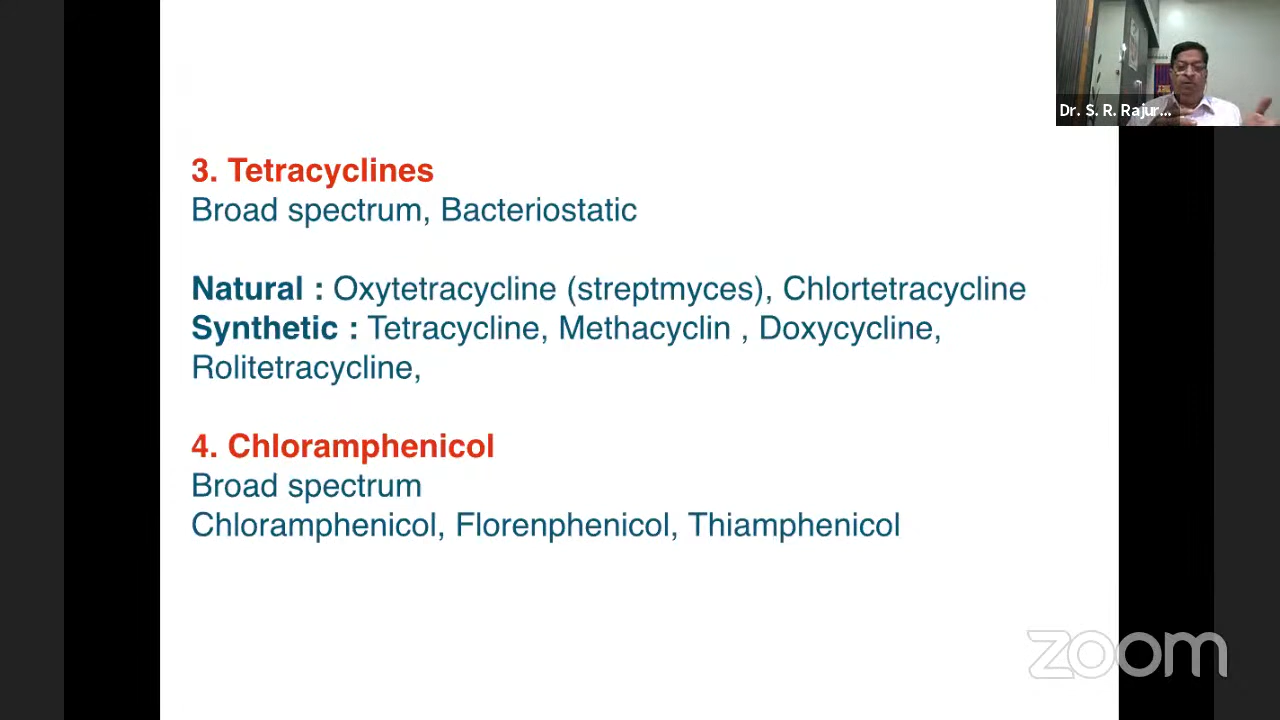 Dr. S. R. Rajur...
3. Tetracyclines
Broad spectrum, Bacteriostatic
Natural : Oxytetracycline (streptmyces), Chlortetracycline
Synthetic : Tetracycline, Methacyclin , Doxycycline,
Rolitetracycline,
4. Chloramphenicol
Broad spectrum
Chloramphenicol, Florenphenicol, Thiamphenicol
zoom